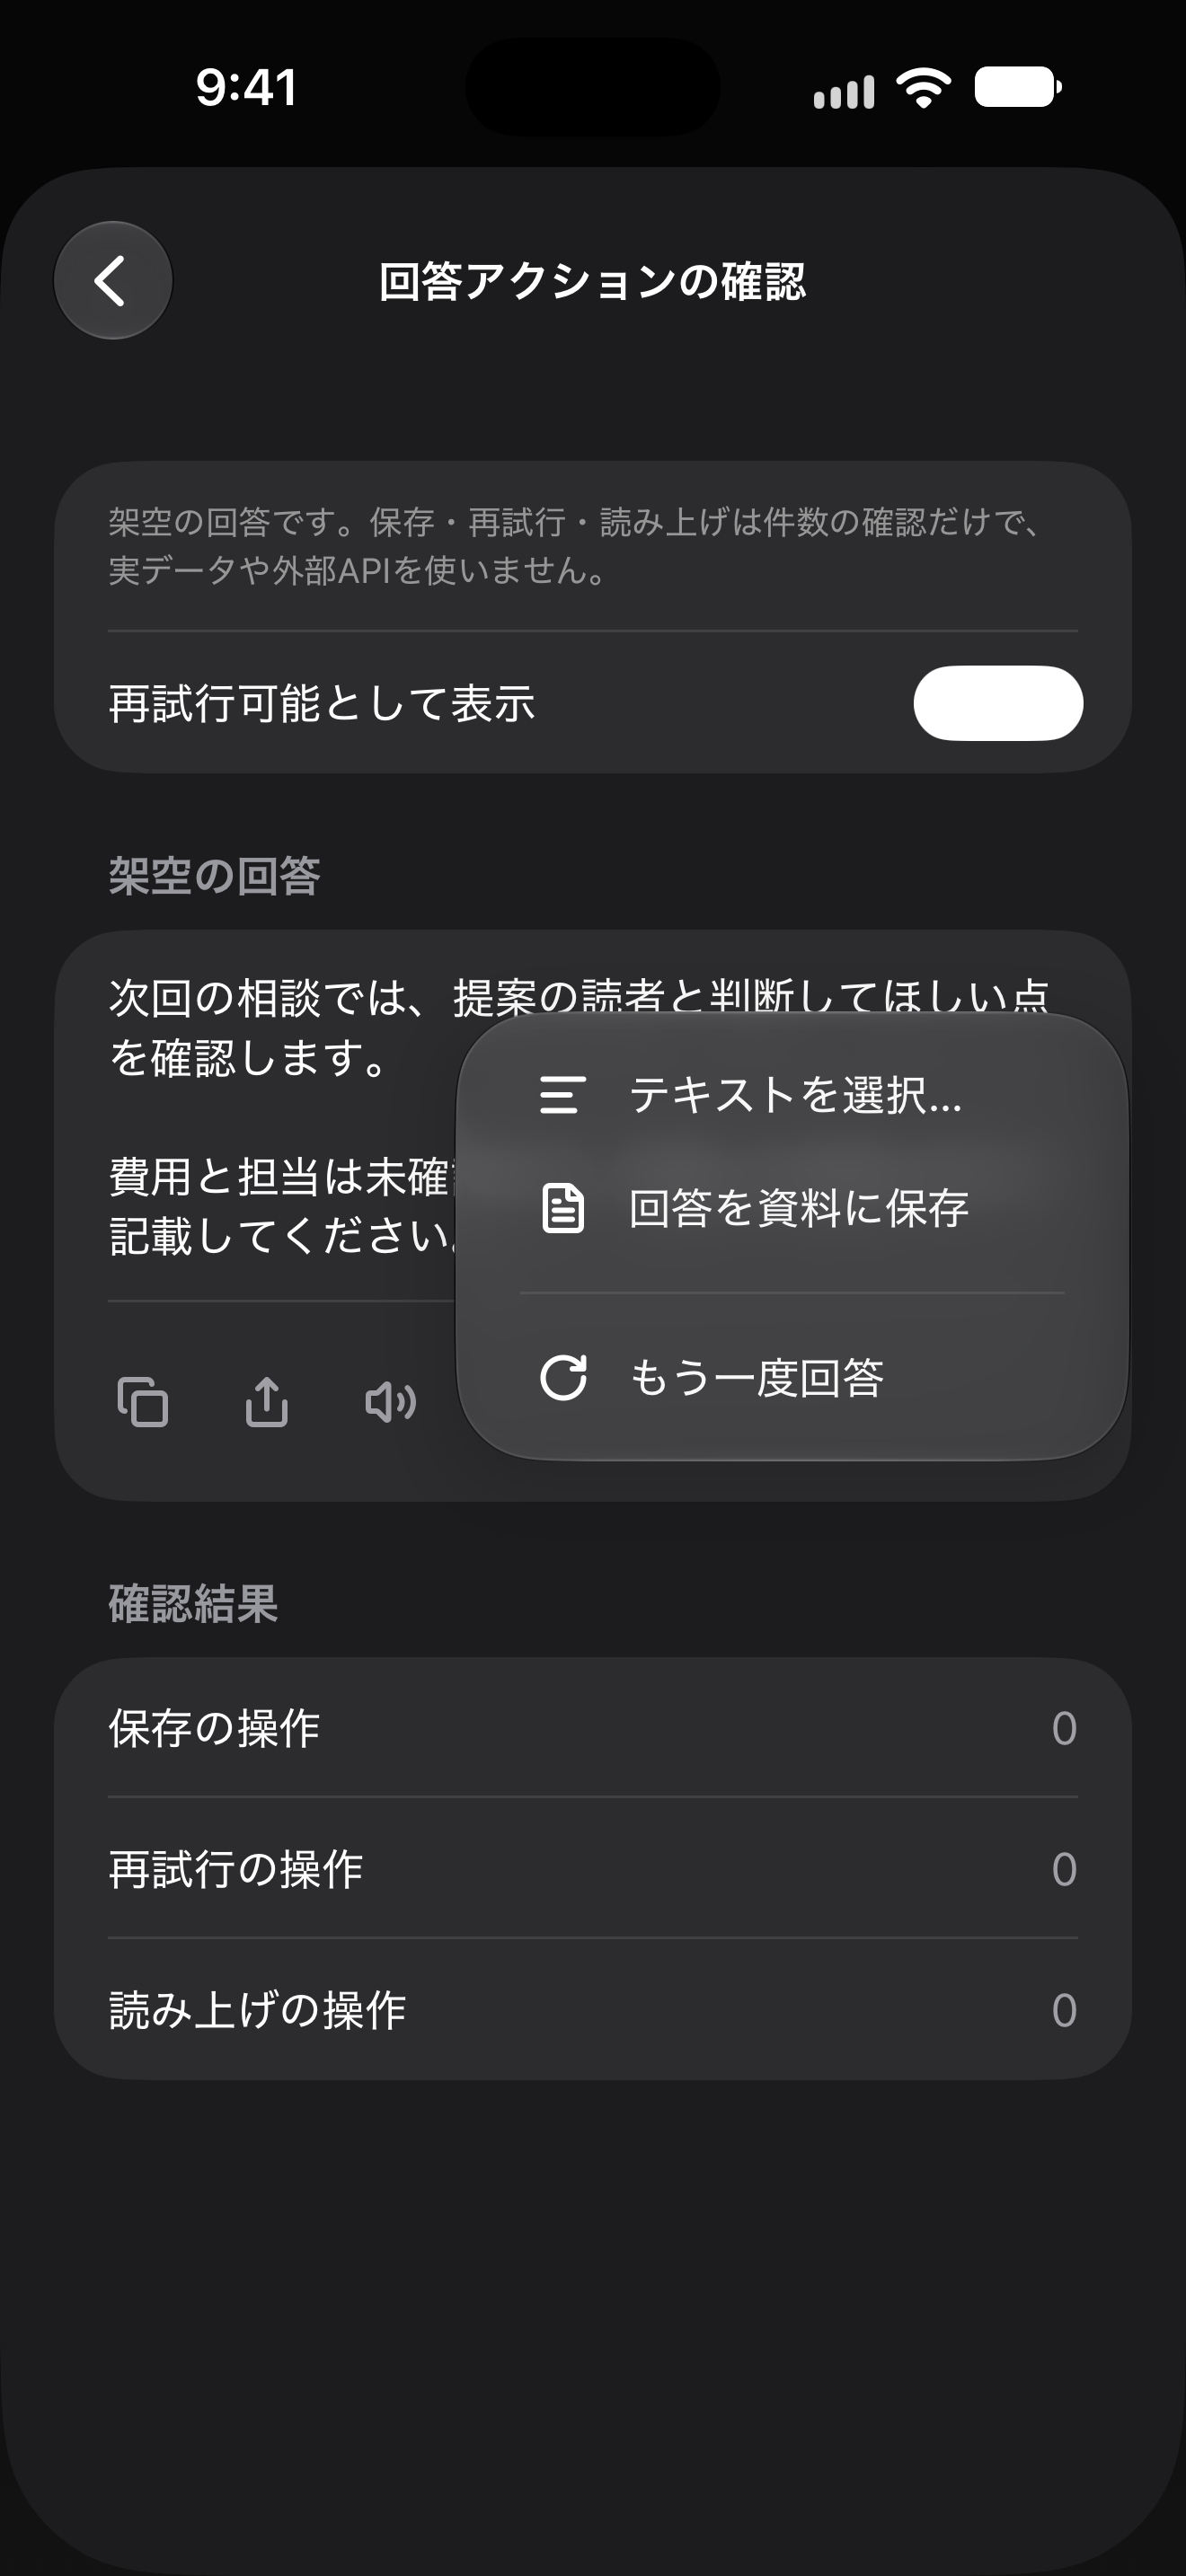 9:41
回答アクションの確認
架空の回答です。保存・再試行・読み上げは件数の確認だけで、
実データや外部APIを使いません。
再試行可能として表示
架空の回答
次回の相談では、提案の読者と判断してほしい点
を確認します。
費用と担当は未確
記載してください。
テキストを選択...
回答を資料に保存
もう一度回答
確認結果
保存の操作 0
再試行の操作 0
読み上げの操作 0